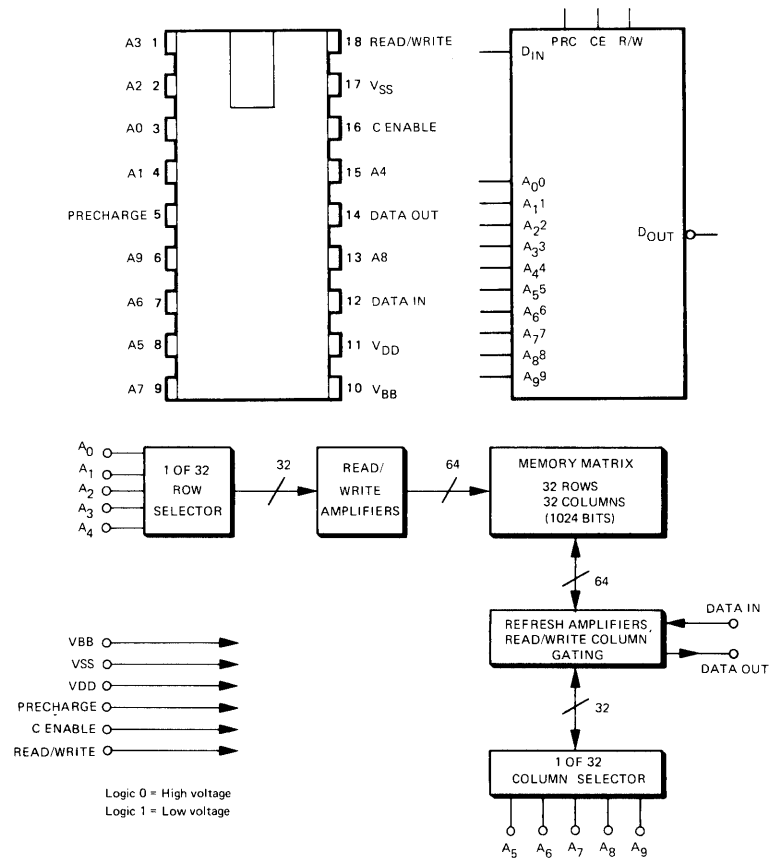 A3 1
A2 2
A0 3
A1 4
PRECHARGE 5
A9 6
A6 7
A5 8
A7 9
18 READ/WRITE
17 VSS
16 C ENABLE
15 A4
14 DATA OUT
13 A8
12 DATA IN
11 VDD
10 VBB
PRC CE R/W
DIN
A00
A11
A22
A33
A44
A55
A66
A77
A88
A99
DOUT
A0
A1
A2
A3
A4
1 OF 32
ROW
SELECTOR
32
READ/
WRITE
AMPLIFIERS
64
MEMORY MATRIX
32 ROWS
32 COLUMNS
(1024 BITS)
64
REFRESH AMPLIFIERS,
READ/WRITE COLUMN
GATING
DATA IN
DATA OUT
32
1 OF 32
COLUMN SELECTOR
A5 A6 A7 A8 A9
VBB
VSS
VDD
PRECHARGE
C ENABLE
READ/WRITE
Logic 0 = High voltage
Logic 1 = Low voltage